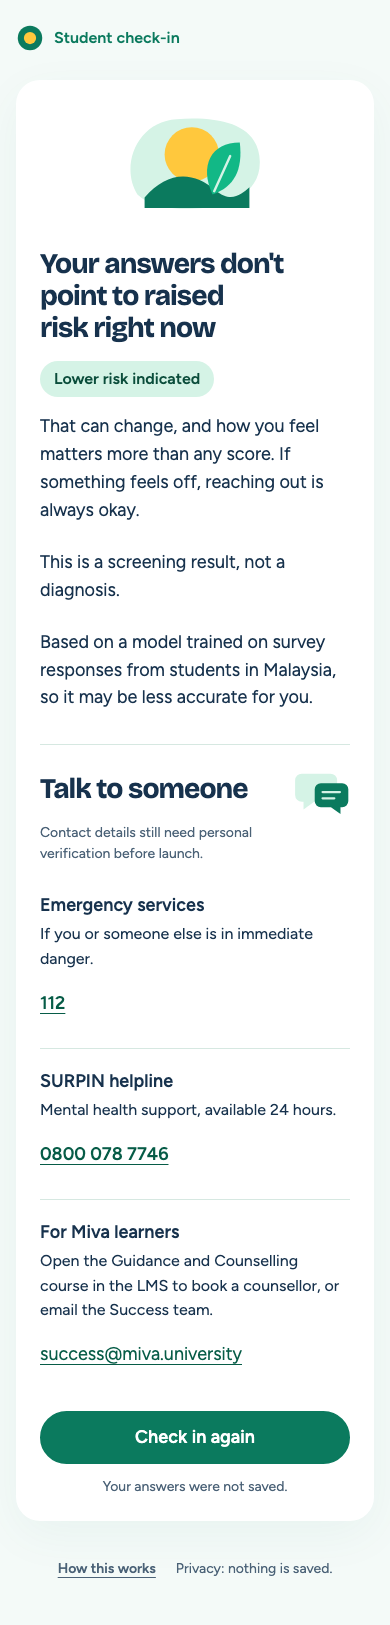 Student check-in
Your answers don't
point to raised
risk right now
Lower risk indicated
That can change, and how you feel
matters more than any score. If
something feels off, reaching out is
always okay.
This is a screening result, not a
diagnosis.
Based on a model trained on survey
responses from students in Malaysia,
so it may be less accurate for you.
Talk to someone
Contact details still need personal
verification before launch.
Emergency services
If you or someone else is in immediate
danger.
112
SURPIN helpline
Mental health support, available 24 hours.
0800 078 7746
For Miva learners
Open the Guidance and Counselling
course in the LMS to book a counsellor, or
email the Success team.
success@miva.university
Check in again
Your answers were not saved.
How this works Privacy: nothing is saved.